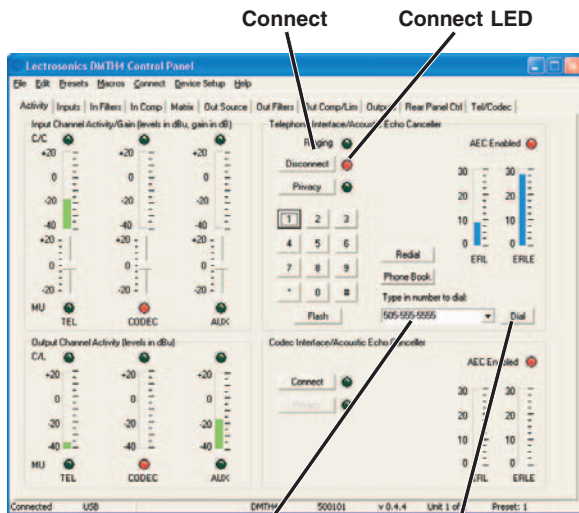 Connect Connect LED
Lectrosonics DMTH4 Control Panel
File Edit Presets Macros Connect Device Setup Help
Activity Inputs In Filters In Comp Matrix Out Source Out Filters Out Comp/Lim Outputs Rear Panel Ctrl Tel/Codec
Input Channel Activity/Gain (levels in dBu, gain in dB)
C/C
+20 +20 +20
0 0 0
-20 -20 -20
-40 -40 -40
+20 +20 +20
0 0 0
-20 -20 -20
MU
TEL CODEC AUX
Telephone Interface/Acoustic Echo Canceller
Ringing AEC Enabled
Disconnect
Privacy
30 30
20 20
10 10
0 0
ERL ERLE
1 2 3
4 5 6
7 8 9
* 0 #
Flash
Redial
Phone Book
Type in number to dial:
505-555-5555 Dial
Output Channel Activity (levels in dBu)
C/L
+20 +20 +20
0 0 0
-20 -20 -20
-40 -40 -40
MU
TEL CODEC AUX
Codec Interface/Acoustic Echo Canceller
AEC Enabled
Connect
Privacy
30 30
20 20
10 10
0 0
ERL ERLE
Connected USB DMTH4 500101 v 0.4.4 Unit 1 of Preset: 1